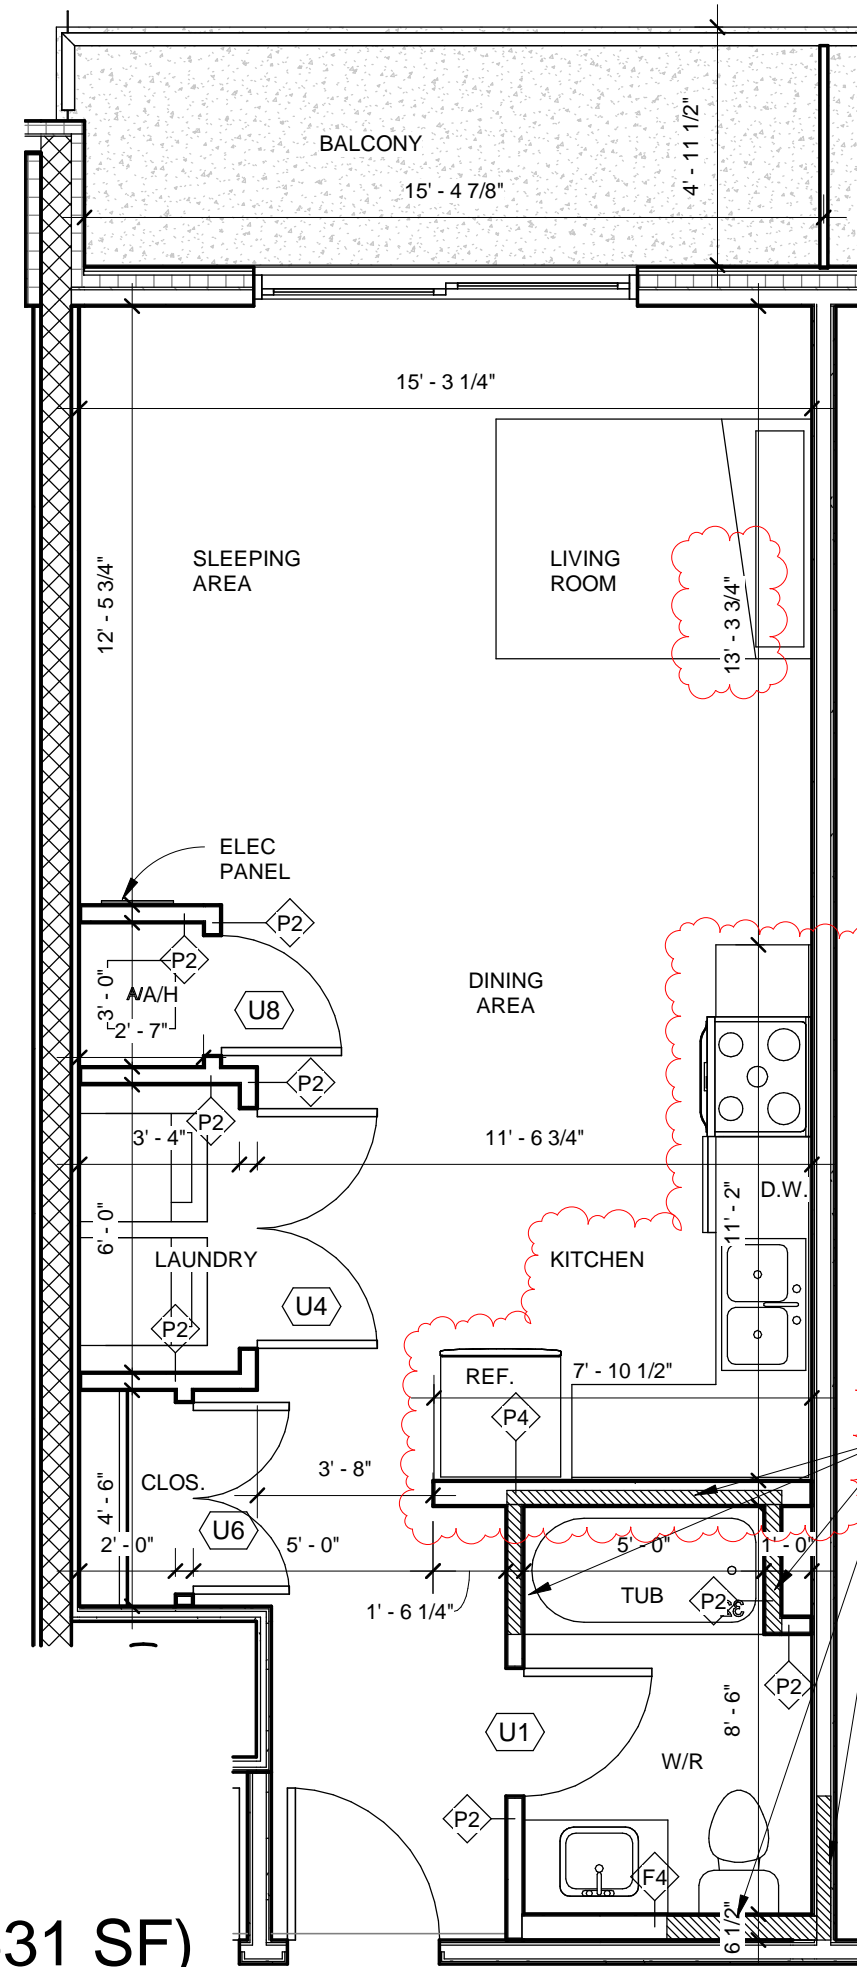 BALCONY
4' - 11 1/2"
15' - 4 7/8"
15' - 3 1/4"
12' - 5 3/4"
SLEEPING
AREA
LIVING
ROOM
13' - 3 3/4"
ELEC
PANEL
P2
P2
3' - 0"
A/A/H
2' - 7"
U8
DINING
AREA
P2
P2
3' - 4"
11' - 6 3/4"
D.W.
11' - 2"
6' - 0"
LAUNDRY
KITCHEN
U4
P2
REF.
7' - 10 1/2"
P4
3' - 8"
CLOS.
4' - 6"
U6
2' - 0"
5' - 0"
5' - 0"
1' - 0"
1' - 6 1/4"
TUB
P2
P2
8' - 6"
U1
W/R
P2
F4
6 1/2"
31 SF)